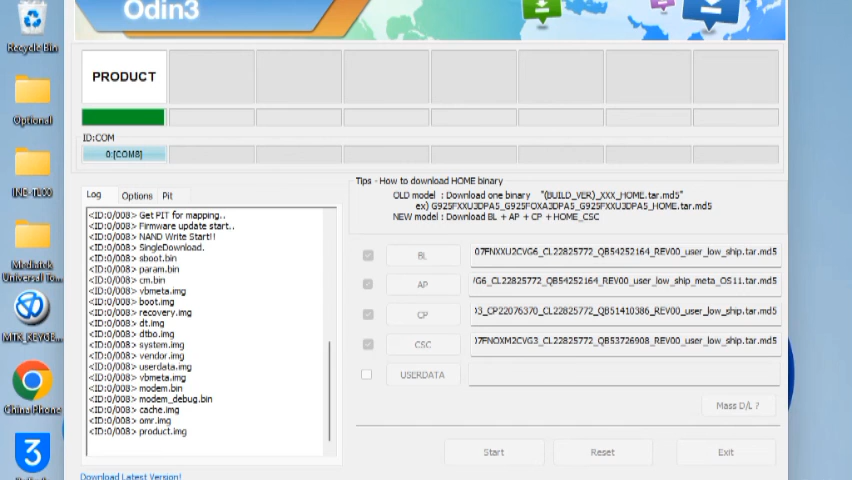 Odin3
Recycle Bin
PRODUCT
Optional
ID:COM
0:[COM8]
Tips - How to download HOME binary
OLD model : Download one binary "(BUILD_VER)_XXX_HOME.tar.md5"
ex) G925FXXU3DPA5_G925FOXA3DPA5_G925FXXU3DPA5_HOME.tar.md5
NEW model : Download BL + AP + CP + HOME_CSC
Log
Options
Pit
<ID:0/008> Get PIT for mapping..
<ID:0/008> Firmware update start..
<ID:0/008> NAND Write Start!!
<ID:0/008> SingleDownload.
<ID:0/008> sboot.bin
<ID:0/008> param.bin
<ID:0/008> cm.bin
<ID:0/008> vbmeta.img
<ID:0/008> boot.img
<ID:0/008> recovery.img
<ID:0/008> dt.img
<ID:0/008> dtbo.img
<ID:0/008> system.img
<ID:0/008> vendor.img
<ID:0/008> userdata.img
<ID:0/008> vbmeta.img
<ID:0/008> modem.bin
<ID:0/008> modem_debug.bin
<ID:0/008> cache.img
<ID:0/008> omr.img
<ID:0/008> product.img
BL
07FNXXU2CVG6_CL22825772_QB54252164_REV00_user_low_ship.tar.md5
AP
G6_CL22825772_QB54252164_REV00_user_low_ship_meta_OS11.tar.md5
CP
3_CP22076370_CL22825772_QB51410386_REV00_user_low_ship.tar.md5
CSC
07FNOXM2CVG3_CL22825772_QB53726908_REV00_user_low_ship.tar.md5
USERDATA
Mass D/L ?
Start
Reset
Exit
Download Latest Version!
Mediatek
Universal To...
China Phone
3